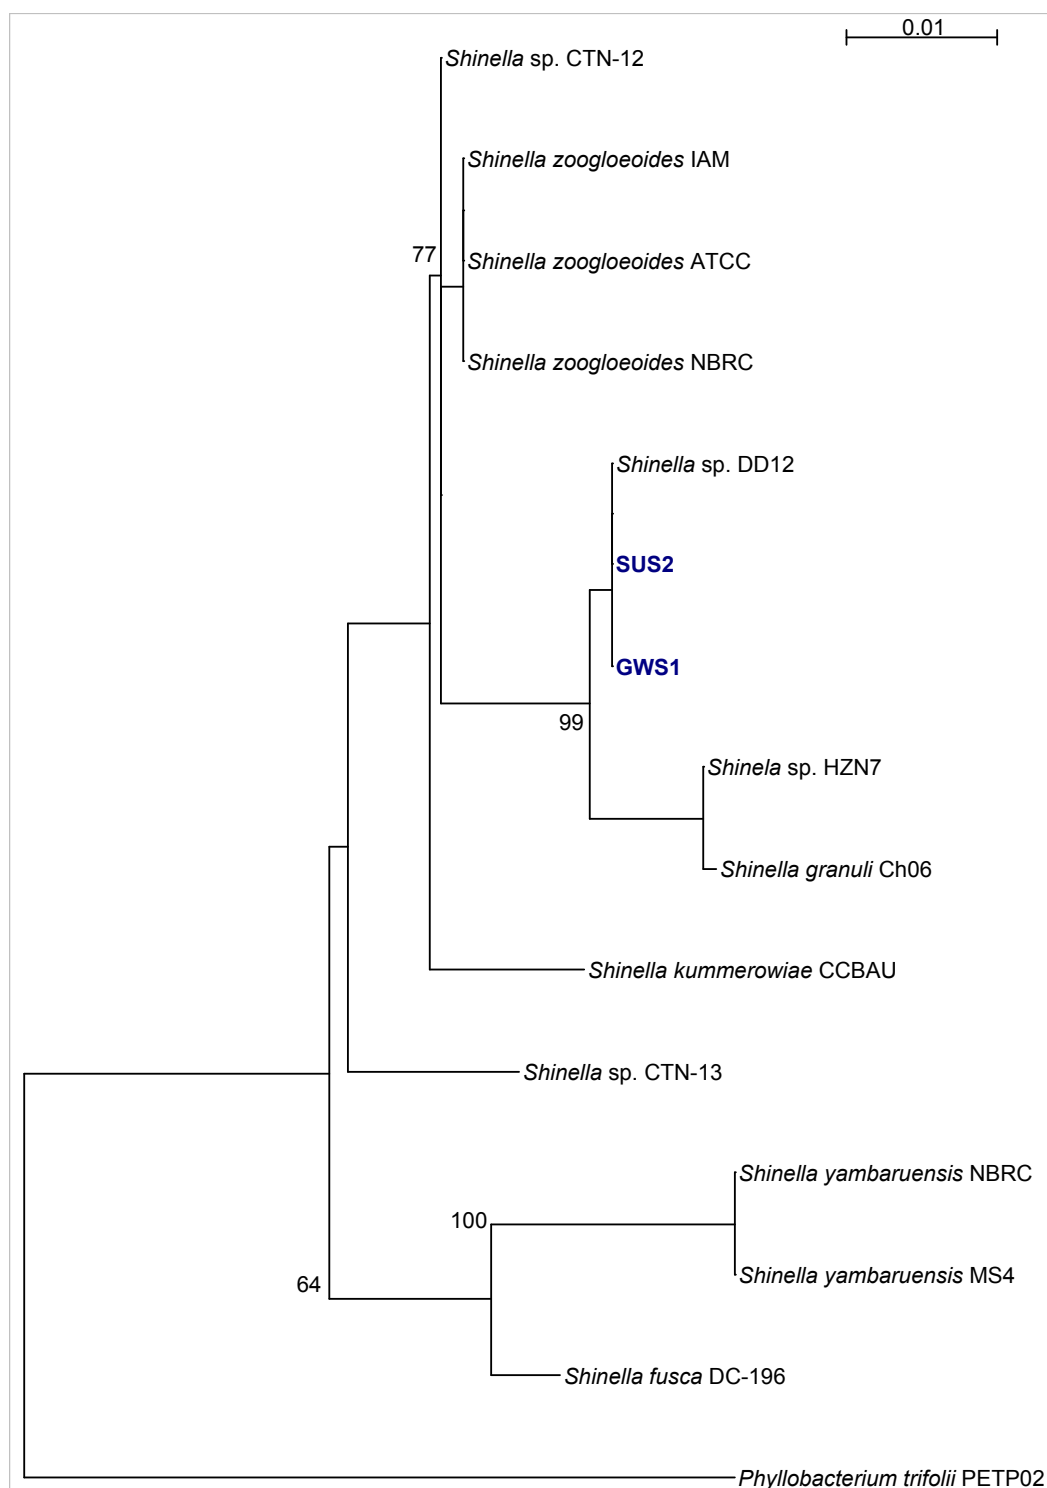 0.01
Shinella sp. CTN-12
Shinella zoogloeoides IAM
77
Shinella zoogloeoides ATCC
Shinella zoogloeoides NBRC
Shinella sp. DD12
SUS2
GWS1
99
Shinela sp. HZN7
Shinella granuli Ch06
Shinella kummerowiae CCBAU
Shinella sp. CTN-13
Shinella yambaruensis NBRC
100
Shinella yambaruensis MS4
64
Shinella fusca DC-196
Phyllobacterium trifolii PETP02